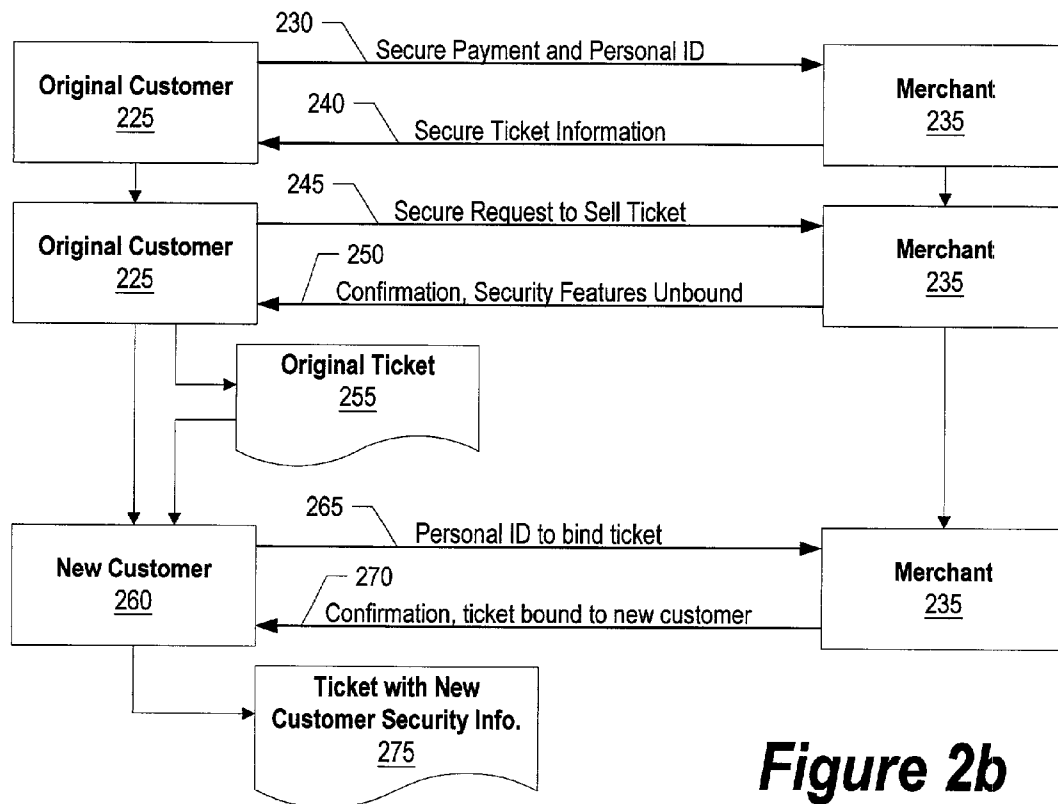 230
Secure Payment and Personal ID
Original Customer
225
Merchant
235
240
Secure Ticket Information
245
Secure Request to Sell Ticket
Original Customer
225
Merchant
235
250
Confirmation, Security Features Unbound
Original Ticket
255
265
Personal ID to bind ticket
New Customer
260
Merchant
235
270
Confirmation, ticket bound to new customer
Ticket with New
Customer Security Info.
275
Figure 2b